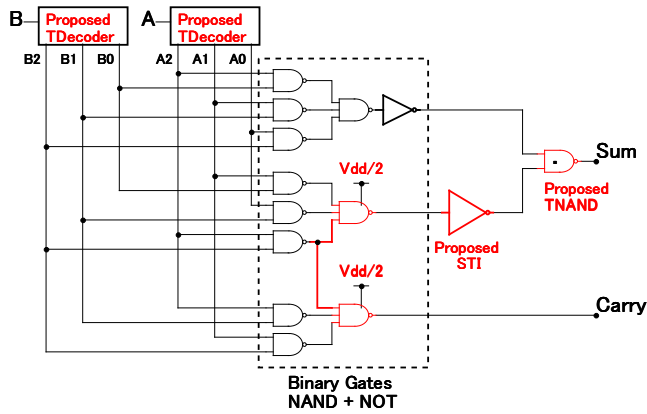 B
Proposed
TDecoder
A
Proposed
TDecoder
B2 B1 B0
A2 A1 A0
Vdd/2
Sum
Proposed
TNAND
Proposed
STI
Vdd/2
Carry
Binary Gates
NAND + NOT